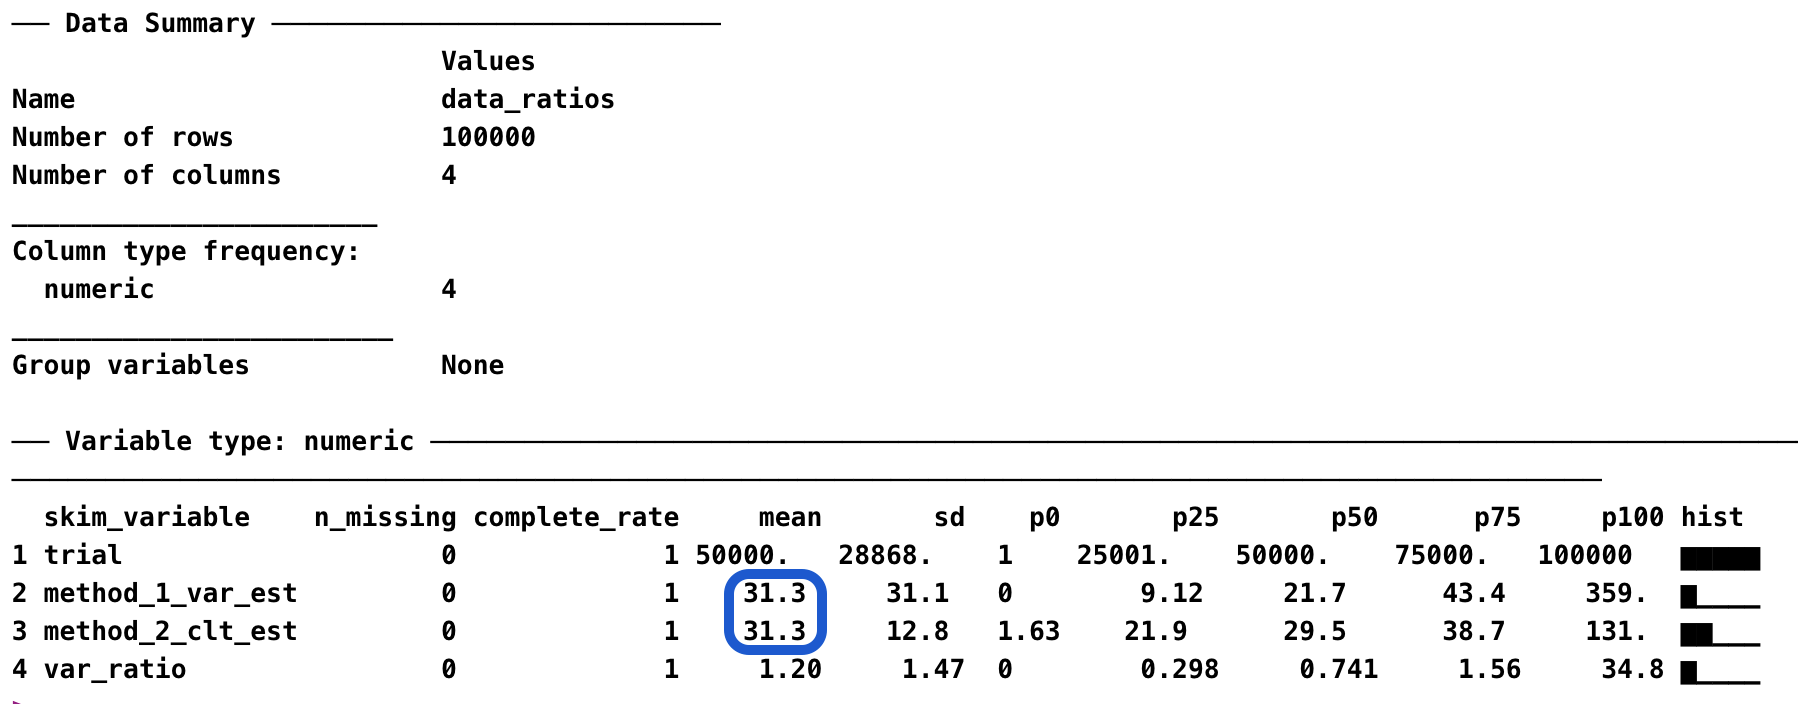 ── Data Summary ────────────────────────────
                           Values
Name                       data_ratios
Number of rows             100000
Number of columns          4
_______________________
Column type frequency:
  numeric                  4
________________________
Group variables            None
── Variable type: numeric ──────────────────────────────────────────────────────────────────────────────────────
────────────────────────────────────────────────────────────────────────────────────────────────────
  skim_variable    n_missing complete_rate     mean       sd    p0       p25       p50      p75     p100 hist
1 trial                    0             1 50000.   28868.    1    25001.    50000.    75000.   100000   ▇▇▇▇▇
2 method_1_var_est         0             1    31.3     31.1   0        9.12     21.7     43.4     359.  ▇▁▁▁▁
3 method_2_clt_est         0             1    31.3     12.8   1.63    21.9      29.5     38.7     131.  ▇▇▁▁▁
4 var_ratio                0             1     1.20     1.47  0        0.298     0.741     1.56     34.8 ▇▁▁▁▁